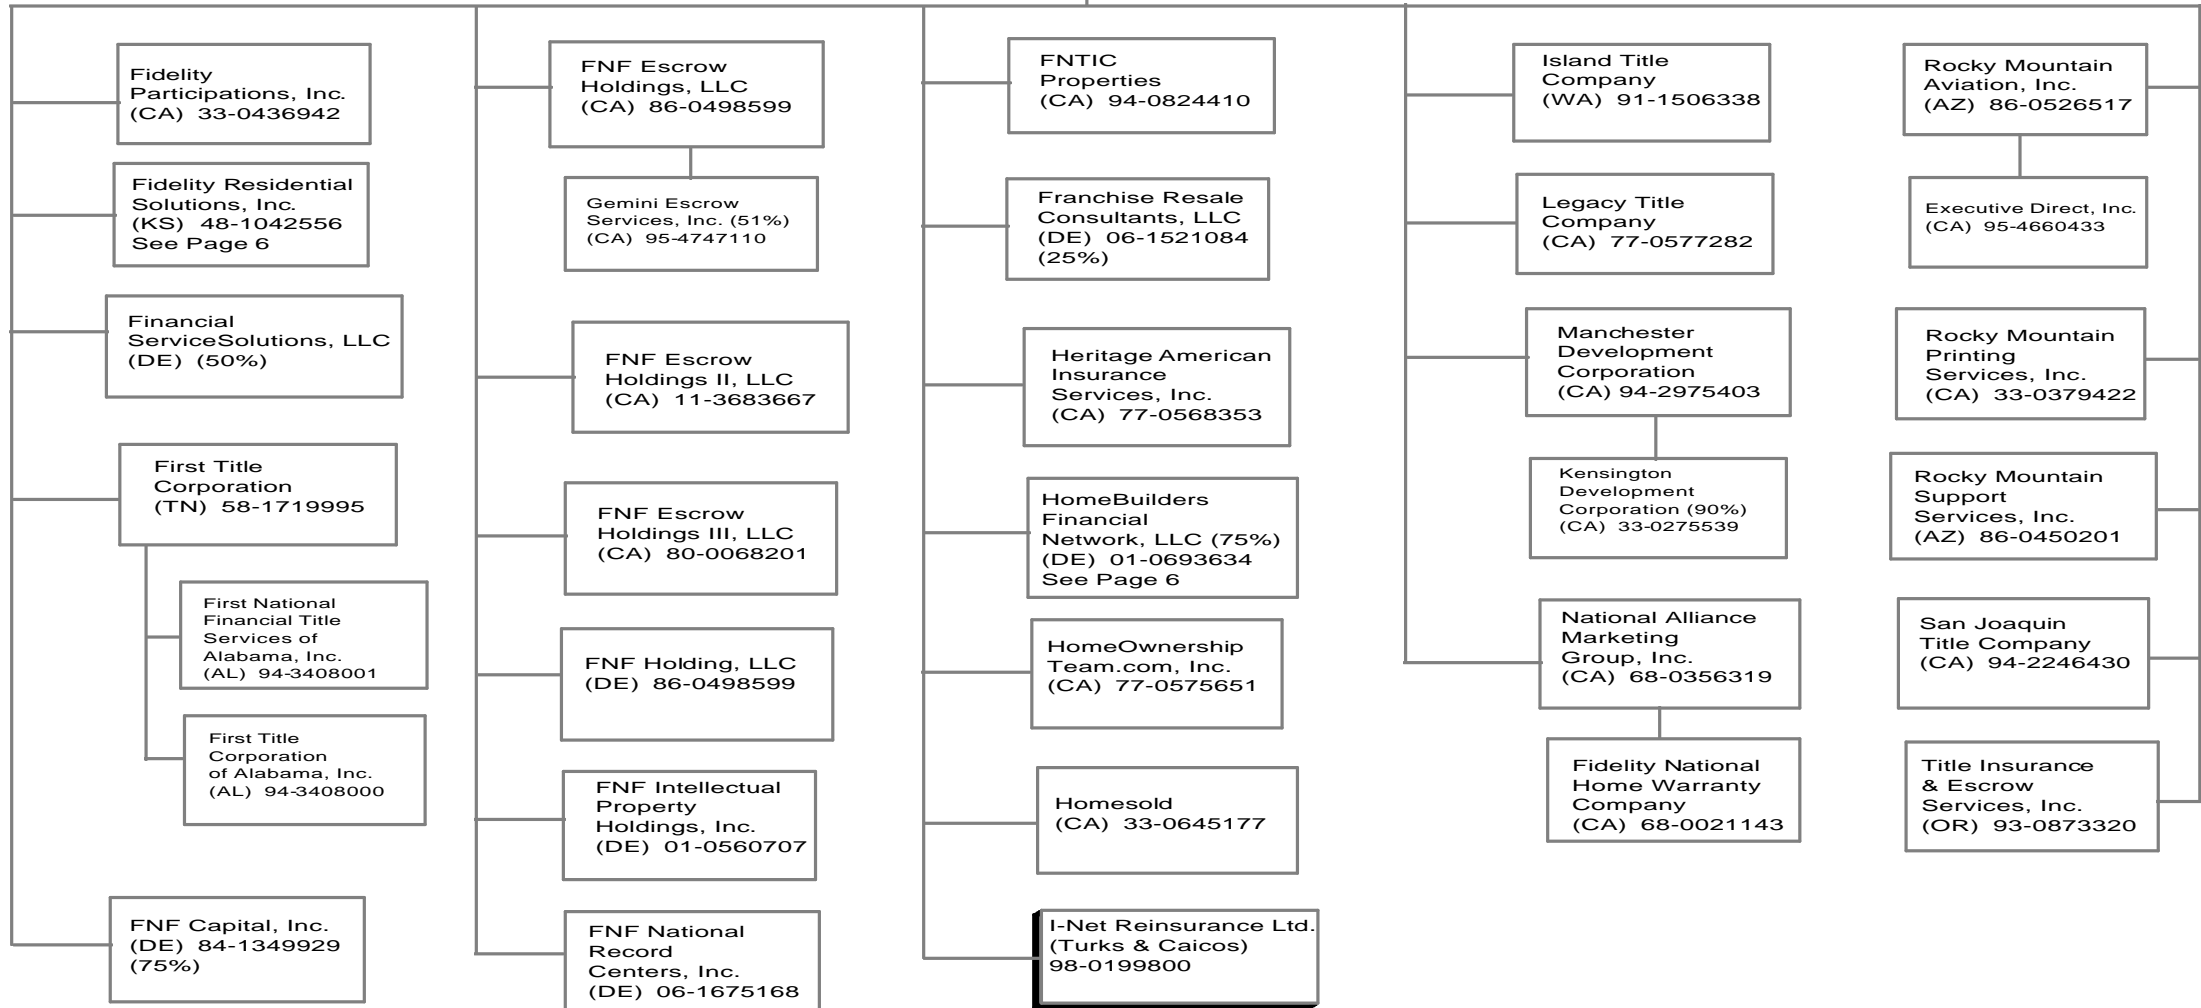 Fidelity
Participations, Inc.
(CA) 33-0436942
Fidelity Residential
Solutions, Inc.
(KS) 48-1042556
See Page 6
Financial
ServiceSolutions, LLC
(DE) (50%)
First Title
Corporation
(TN) 58-1719995
First National
Financial Title
Services of
Alabama, Inc.
(AL) 94-3408001
First Title
Corporation
of Alabama, Inc.
(AL) 94-3408000
FNF Capital, Inc.
(DE) 84-1349929
(75%)
FNF Escrow
Holdings, LLC
(CA) 86-0498599
Gemini Escrow
Services, Inc. (51%)
(CA) 95-4747110
FNF Escrow
Holdings II, LLC
(CA) 11-3683667
FNF Escrow
Holdings III, LLC
(CA) 80-0068201
FNF Holding, LLC
(DE) 86-0498599
FNF Intellectual
Property
Holdings, Inc.
(DE) 01-0560707
FNF National
Record
Centers, Inc.
(DE) 06-1675168
FNTIC
Properties
(CA) 94-0824410
Franchise Resale
Consultants, LLC
(DE) 06-1521084
(25%)
Heritage American
Insurance
Services, Inc.
(CA) 77-0568353
HomeBuilders
Financial
Network, LLC (75%)
(DE) 01-0693634
See Page 6
HomeOwnership
Team.com, Inc.
(CA) 77-0575651
Homesold
(CA) 33-0645177
I-Net Reinsurance Ltd.
(Turks & Caicos)
98-0199800
Island Title
Company
(WA) 91-1506338
Legacy Title
Company
(CA) 77-0577282
Manchester
Development
Corporation
(CA) 94-2975403
Kensington
Development
Corporation (90%)
(CA) 33-0275539
National Alliance
Marketing
Group, Inc.
(CA) 68-0356319
Fidelity National
Home Warranty
Company
(CA) 68-0021143
Rocky Mountain
Aviation, Inc.
(AZ) 86-0526517
Executive Direct, Inc.
(CA) 95-4660433
Rocky Mountain
Printing
Services, Inc.
(CA) 33-0379422
Rocky Mountain
Support
Services, Inc.
(AZ) 86-0450201
San Joaquin
Title Company
(CA) 94-2246430
Title Insurance
& Escrow
Services, Inc.
(OR) 93-0873320